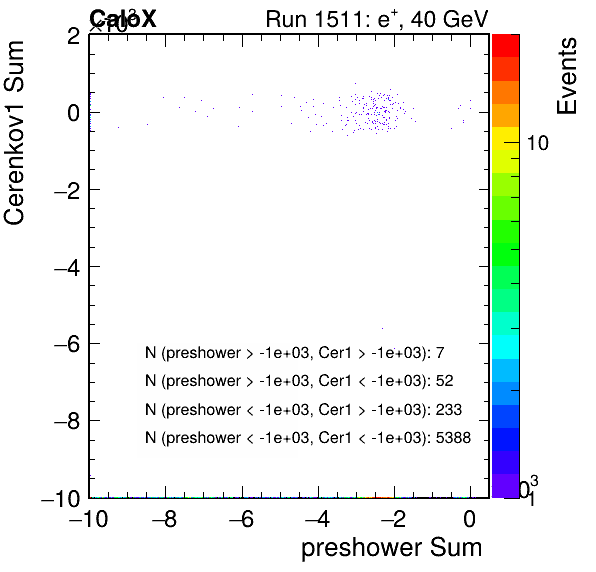 CaloX
×10³
Run 1511: e⁺, 40 GeV
Cerenkov1 Sum
Events
2
0
−2
−4
−6
−8
−10
10
1
N (preshower > -1e+03, Cer1 > -1e+03): 7
N (preshower > -1e+03, Cer1 < -1e+03): 52
N (preshower < -1e+03, Cer1 > -1e+03): 233
N (preshower < -1e+03, Cer1 < -1e+03): 5388
−10 −8 −6 −4 −2 0
preshower Sum